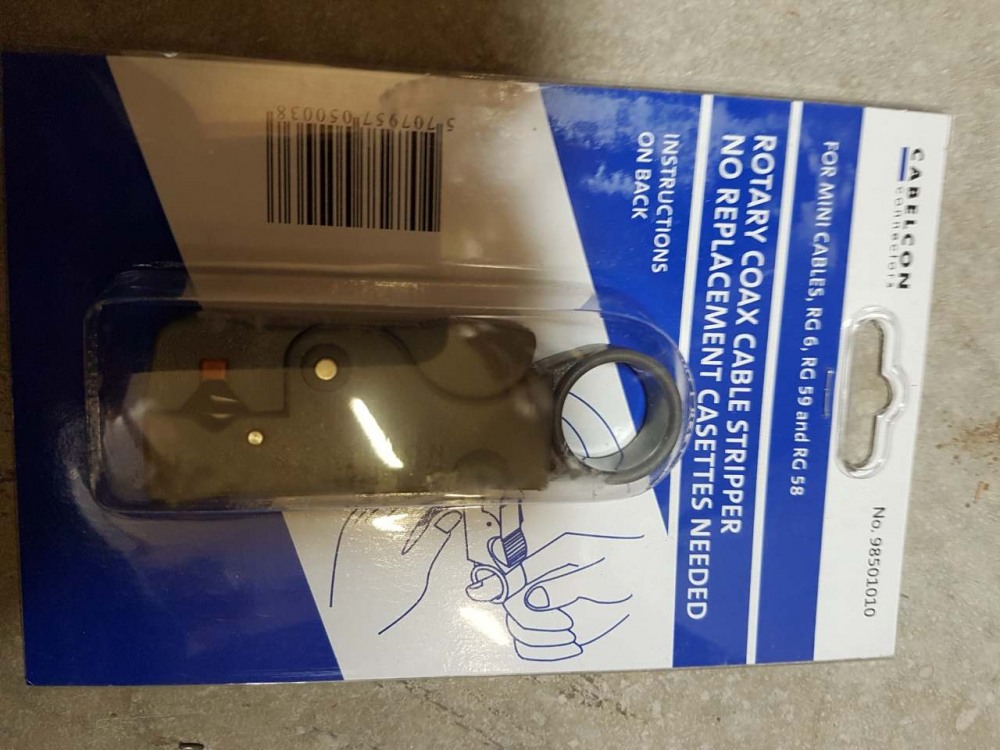 CABELCON
connectors
No. 98501010
FOR MINI CABLES, RG 6, RG 59 and RG 58
ROTARY COAX CABLE STRIPPER
NO REPLACEMENT CASETTES NEEDED
INSTRUCTIONS
ON BACK
5 707957 050038